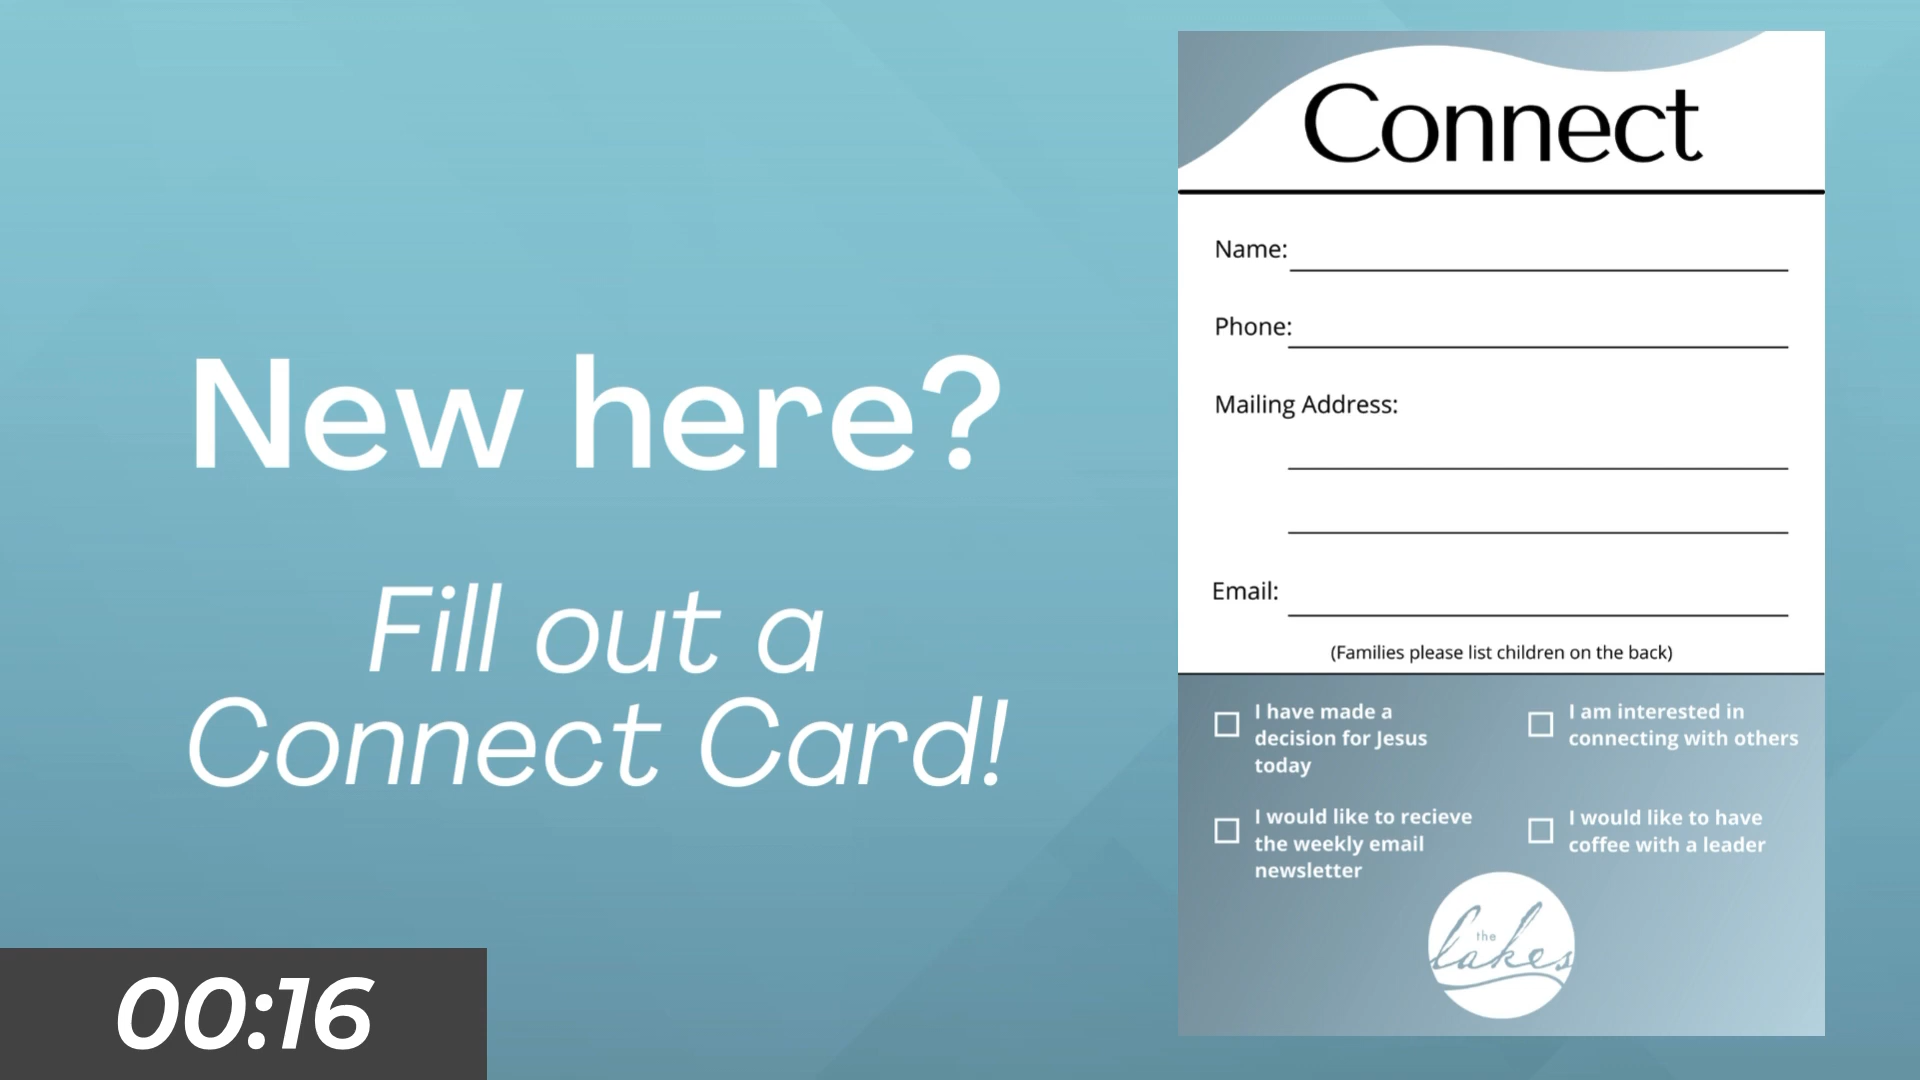 New here?
Fill out a
Connect Card!
00:16
Connect
Name:
Phone:
Mailing Address:
Email:
(Families please list children on the back)
I have made a
decision for Jesus
today
I am interested in
connecting with others
I would like to recieve
the weekly email
newsletter
I would like to have
coffee with a leader
the
lakes